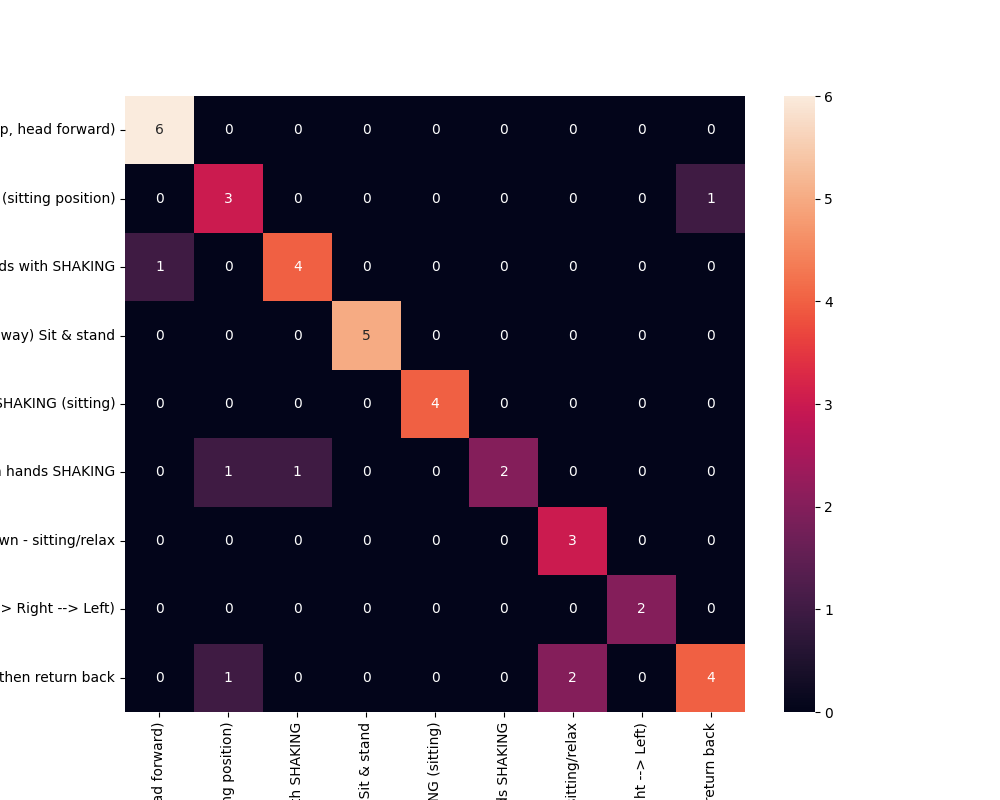 p, head forward) 6 0 0 0 0 0 0 0 0
(sitting position) 0 3 0 0 0 0 0 0 1
ds with SHAKING 1 0 4 0 0 0 0 0 0
way) Sit & stand 0 0 0 5 0 0 0 0 0
SHAKING (sitting) 0 0 0 0 4 0 0 0 0
hands SHAKING 0 1 1 0 0 2 0 0 0
wn - sitting/relax 0 0 0 0 0 0 3 0 0
> Right --> Left) 0 0 0 0 0 0 0 2 0
then return back 0 1 0 0 0 0 2 0 4
ad forward)
ng position)
th SHAKING
Sit & stand
NG (sitting)
ds SHAKING
sitting/relax
ht --> Left)
return back
6
5
4
3
2
1
0